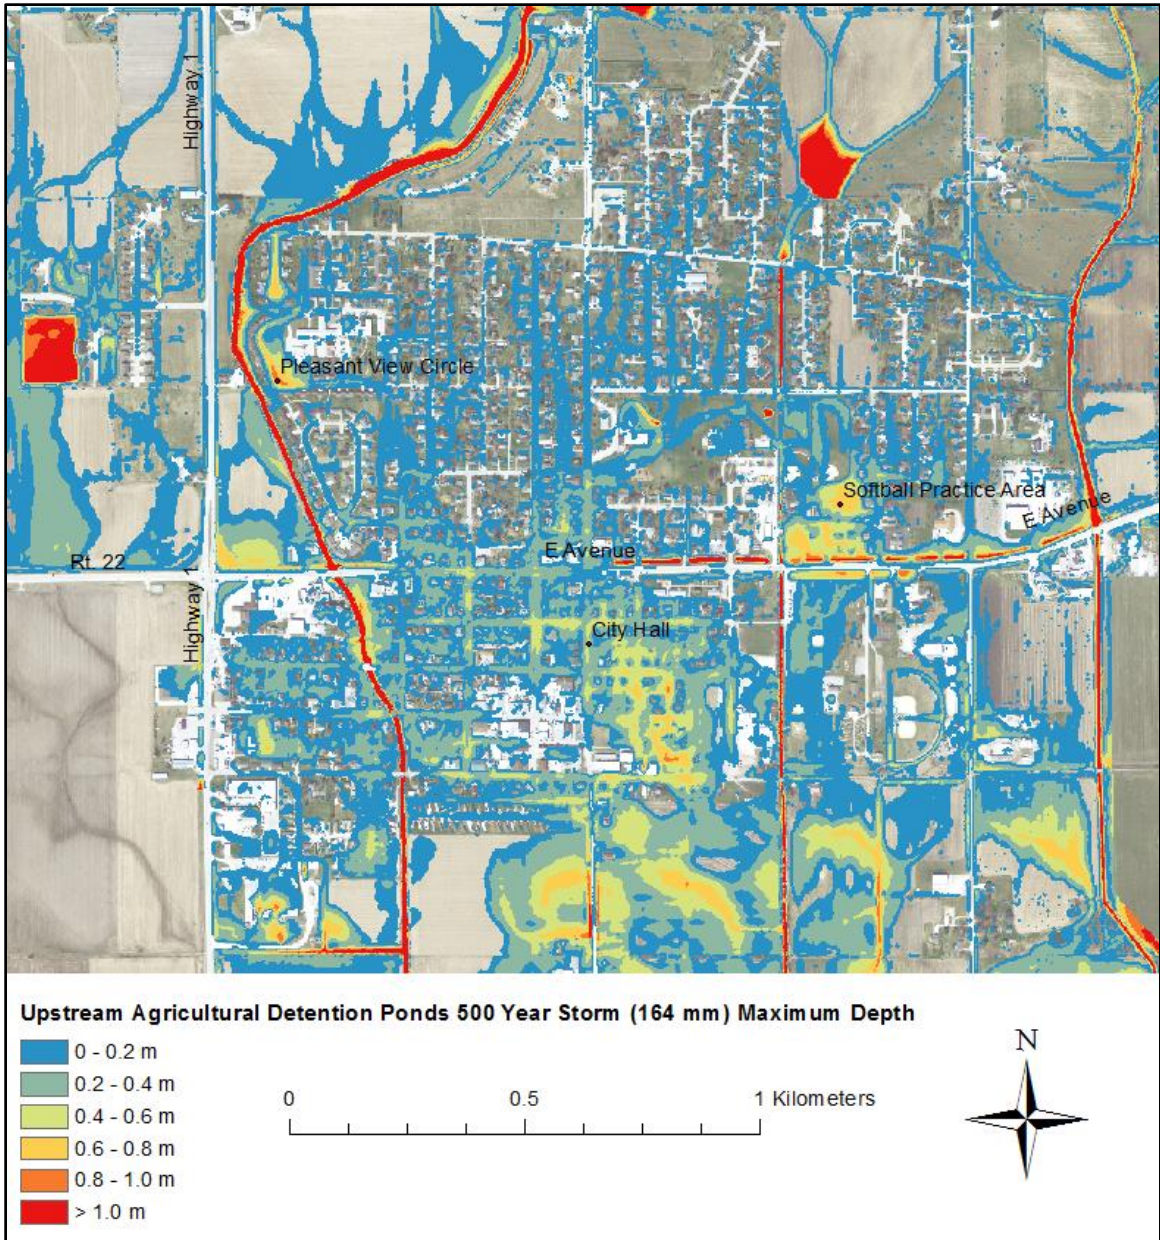 Highway 1
Pleasant View Circle
Softball Practice Area
E Avenue
E Avenue
Rt. 22
Highway 1
City Hall
Upstream Agricultural Detention Ponds 500 Year Storm (164 mm) Maximum Depth
0 - 0.2 m
0.2 - 0.4 m
0.4 - 0.6 m
0.6 - 0.8 m
0.8 - 1.0 m
> 1.0 m
0 0.5 1 Kilometers
N